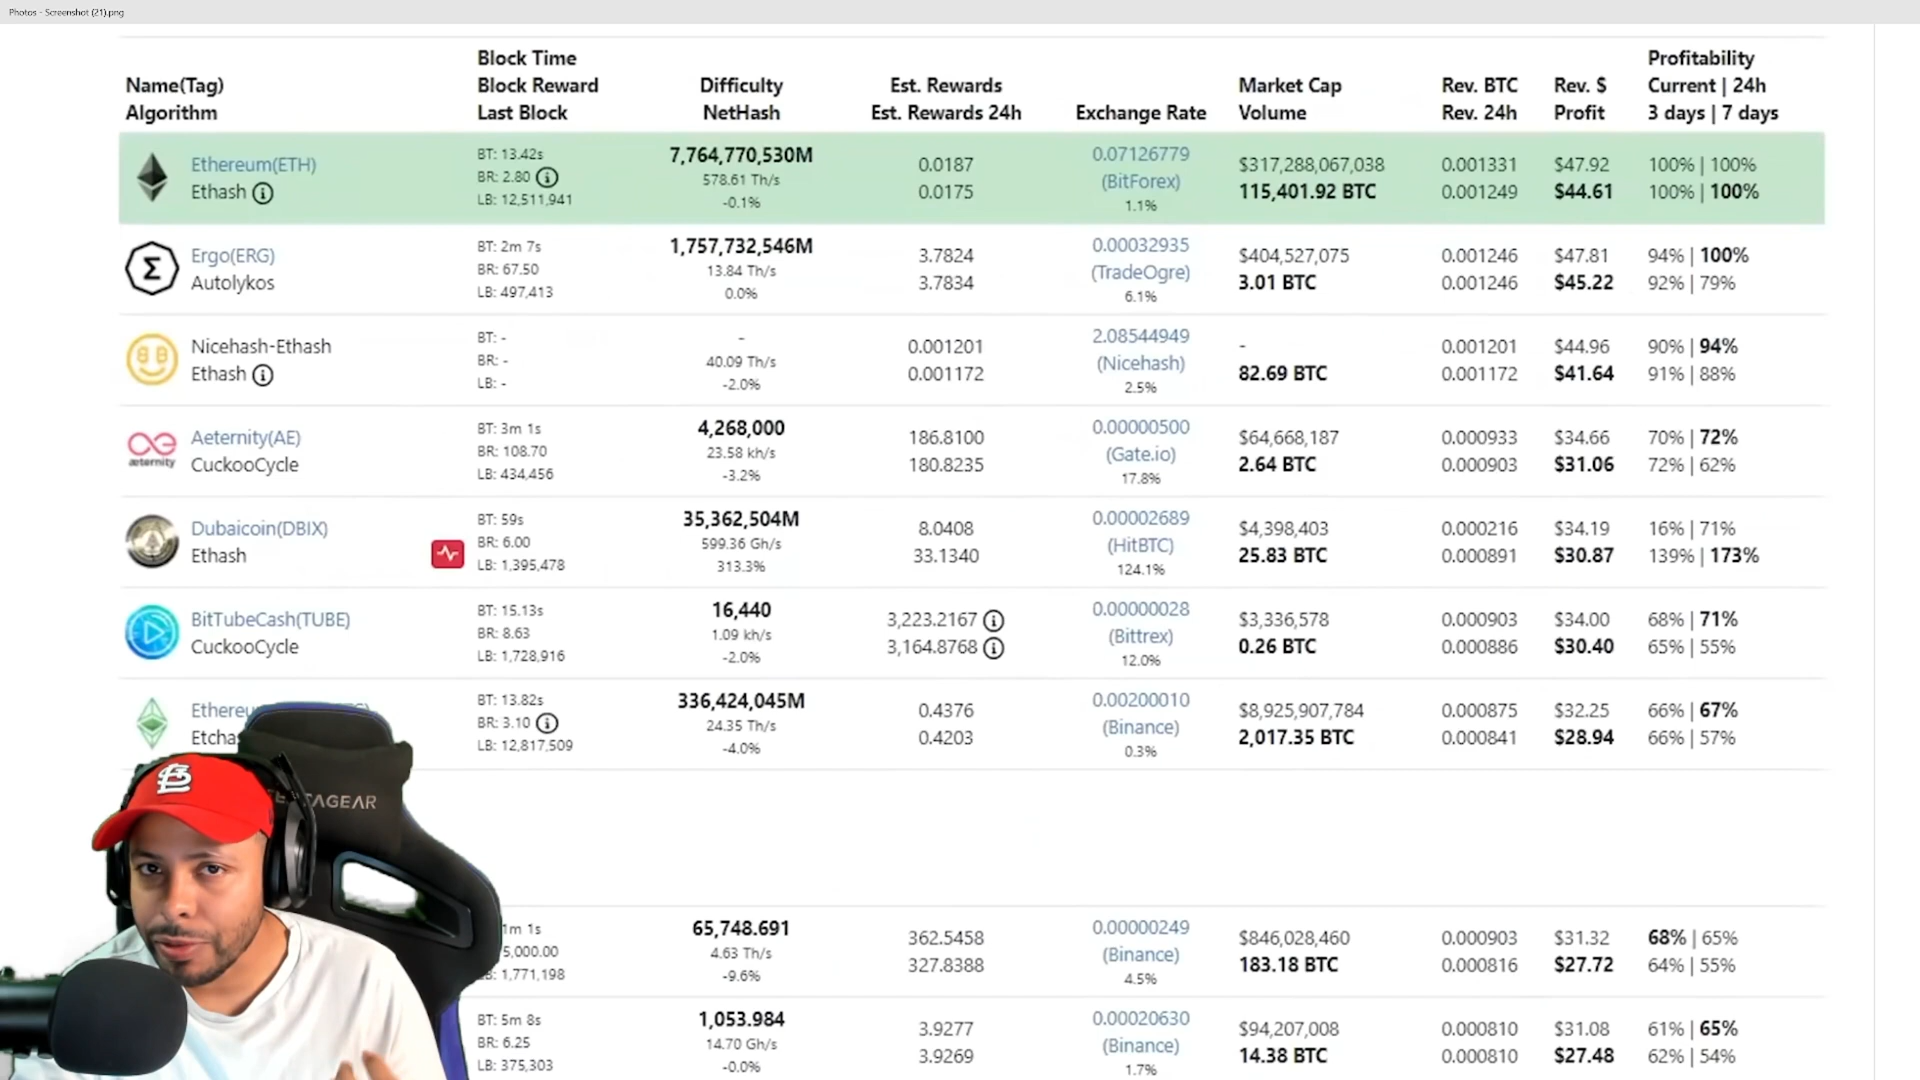 Photos - Screenshot (21).png
Name(Tag)
Algorithm
Block Time
Block Reward
Last Block
Difficulty
NetHash
Est. Rewards
Est. Rewards 24h
Exchange Rate
Market Cap
Volume
Rev. BTC
Rev. 24h
Rev. $
Profit
Profitability
Current | 24h
3 days | 7 days
Ethereum(ETH)
Ethash
BT: 13.42s
BR: 2.80
LB: 12,511,941
7,764,770,530M
578.61 Th/s
-0.1%
0.0187
0.0175
0.07126779
(BitForex)
1.1%
$317,288,067,038
115,401.92 BTC
0.001331
0.001249
$47.92
$44.61
100% | 100%
100% | 100%
Ergo(ERG)
Autolykos
BT: 2m 7s
BR: 67.50
LB: 497,413
1,757,732,546M
13.84 Th/s
0.0%
3.7824
3.7834
0.00032935
(TradeOgre)
6.1%
$404,527,075
3.01 BTC
0.001246
0.001246
$47.81
$45.22
94% | 100%
92% | 79%
Nicehash-Ethash
Ethash
BT: -
BR: -
LB: -
-
40.09 Th/s
-2.0%
0.001201
0.001172
2.08544949
(Nicehash)
2.5%
-
82.69 BTC
0.001201
0.001172
$44.96
$41.64
90% | 94%
91% | 88%
æternity
Aeternity(AE)
CuckooCycle
BT: 3m 1s
BR: 108.70
LB: 434,456
4,268,000
23.58 kh/s
-3.2%
186.8100
180.8235
0.00000500
(Gate.io)
17.8%
$64,668,187
2.64 BTC
0.000933
0.000903
$34.66
$31.06
70% | 72%
72% | 62%
Dubaicoin(DBIX)
Ethash
BT: 59s
BR: 6.00
LB: 1,395,478
35,362,504M
599.36 Gh/s
313.3%
8.0408
33.1340
0.00002689
(HitBTC)
124.1%
$4,398,403
25.83 BTC
0.000216
0.000891
$34.19
$30.87
16% | 71%
139% | 173%
BitTubeCash(TUBE)
CuckooCycle
BT: 15.13s
BR: 8.63
LB: 1,728,916
16,440
1.09 kh/s
-2.0%
3,223.2167
3,164.8768
0.00000028
(Bittrex)
12.0%
$3,336,578
0.26 BTC
0.000903
0.000886
$34.00
$30.40
68% | 71%
65% | 55%
Ethereu
Etcha
BT: 13.82s
BR: 3.10
LB: 12,817,509
336,424,045M
24.35 Th/s
-4.0%
0.4376
0.4203
0.00200010
(Binance)
0.3%
$8,925,907,784
2,017.35 BTC
0.000875
0.000841
$32.25
$28.94
66% | 67%
66% | 57%
TAGEAR
1m 1s
5,000.00
: 1,771,198
65,748.691
4.63 Th/s
-9.6%
362.5458
327.8388
0.00000249
(Binance)
4.5%
$846,028,460
183.18 BTC
0.000903
0.000816
$31.32
$27.72
68% | 65%
64% | 55%
BT: 5m 8s
BR: 6.25
LB: 375,303
1,053.984
14.70 Gh/s
-0.0%
3.9277
3.9269
0.00020630
(Binance)
1.7%
$94,207,008
14.38 BTC
0.000810
0.000810
$31.08
$27.48
61% | 65%
62% | 54%